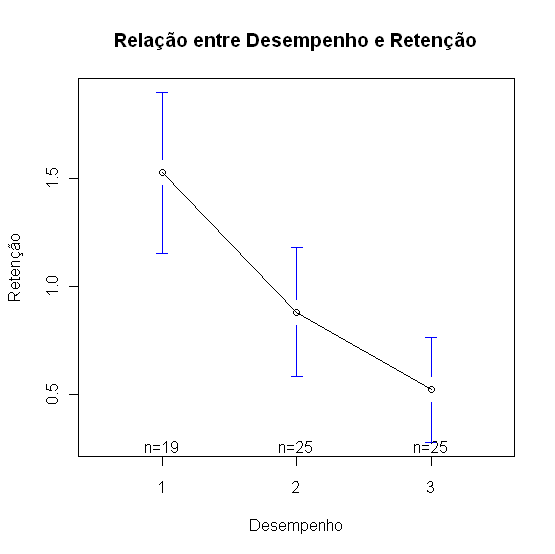 Relação entre Desempenho e Retenção
Retenção
1.5
1.0
0.5
n=19 n=25 n=25
1 2 3
Desempenho